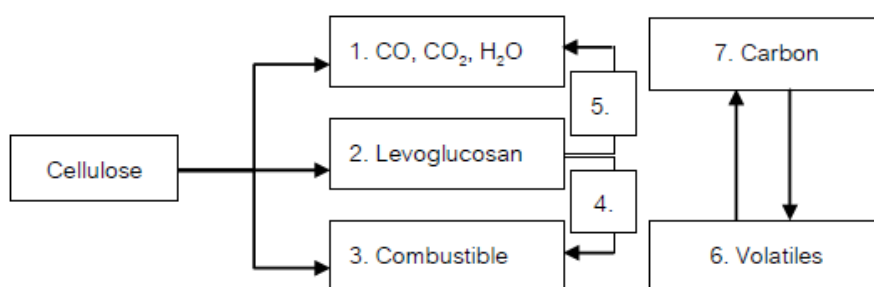 1. CO, CO₂, H₂O
7. Carbon
5.
2. Levoglucosan
Cellulose
4.
3. Combustible
6. Volatiles